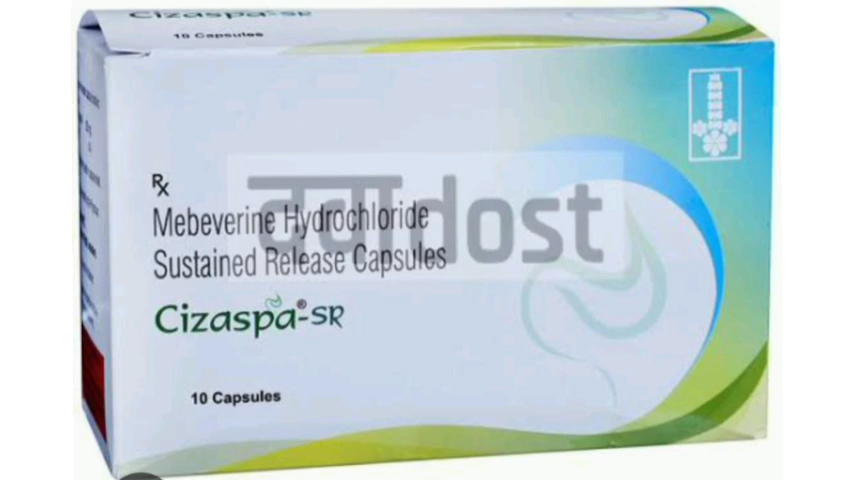 Cizaspa-SR
10 Capsules
Rx
Mebeverine Hydrochloride
Sustained Release Capsules
दवाdost
Cizaspa®-SR
10 Capsules